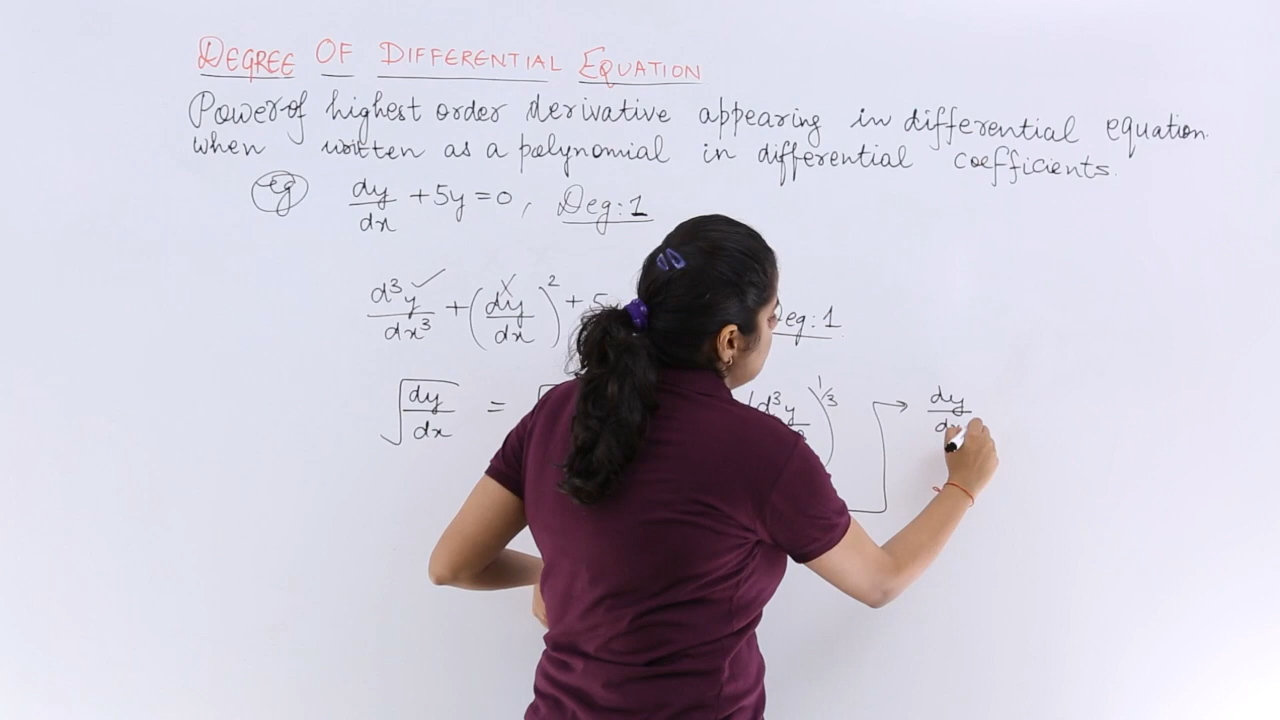 DEGREE OF DIFFERENTIAL EQUATION
Power of highest order derivative appearing in differential equation
when written as a polynomial in differential coefficients.
eg dy/dx + 5y = 0, Deg: 1
d³y/dx³ + (dy/dx)² + 5 Deg: 1
√(dy/dx) = (d³y )^1/3 → dy/dx